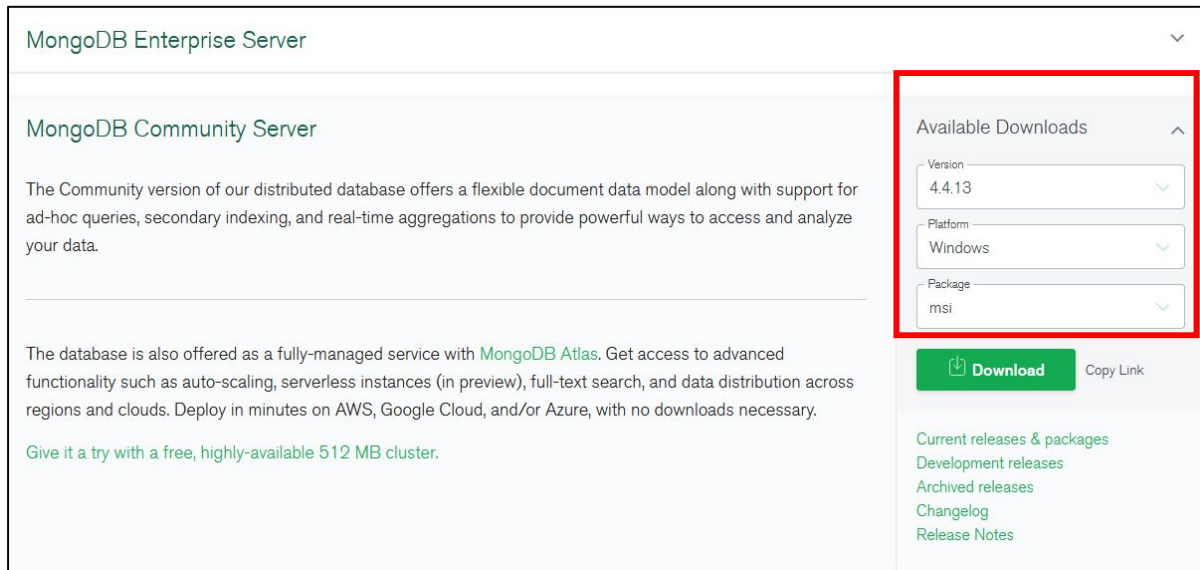 MongoDB Enterprise Server
MongoDB Community Server
The Community version of our distributed database offers a flexible document data model along with support for
ad-hoc queries, secondary indexing, and real-time aggregations to provide powerful ways to access and analyze
your data.
The database is also offered as a fully-managed service with MongoDB Atlas. Get access to advanced
functionality such as auto-scaling, serverless instances (in preview), full-text search, and data distribution across
regions and clouds. Deploy in minutes on AWS, Google Cloud, and/or Azure, with no downloads necessary.
Give it a try with a free, highly-available 512 MB cluster.
Available Downloads
Version
4.4.13
Platform
Windows
Package
msi
Download Copy Link
Current releases & packages
Development releases
Archived releases
Changelog
Release Notes